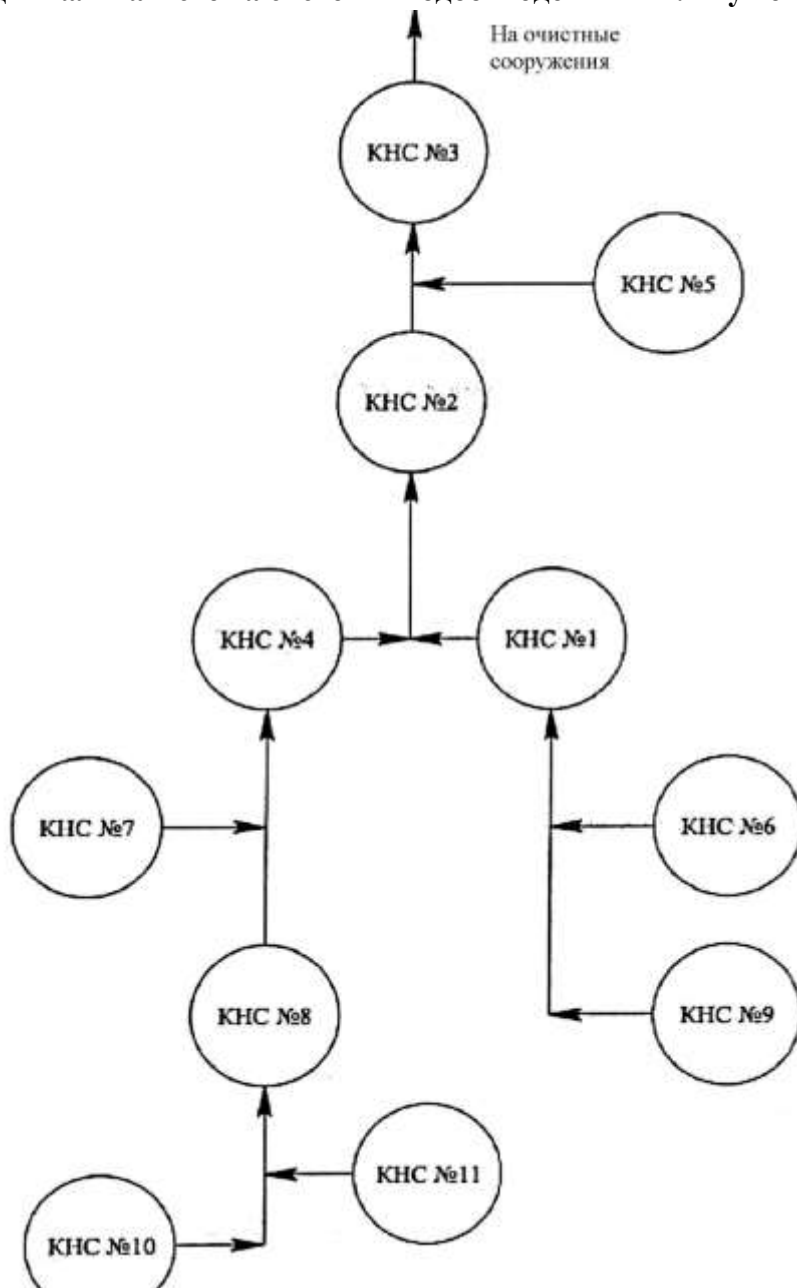 На очистные
сооружения
КНС №3
КНС №5
КНС №2
КНС №4
КНС №1
КНС №7
КНС №6
КНС №8
КНС №9
КНС №11
КНС №10